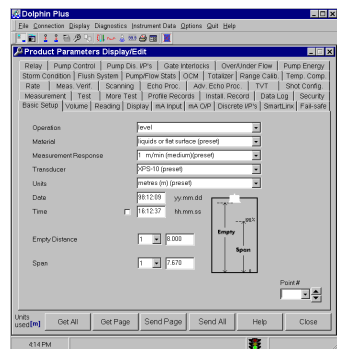 Dolphin Plus
File Connection Display Diagnostics Instrument Data Options Quit Help
Product Parameters Display/Edit
Relay Pump Control Pump Dis. I/P's Gate Interlocks Over/Under Flow Pump Energy
Storm Condition Flush System Pump/Flow Stats OCM Totalizer Range Calib. Temp. Comp.
Rate Meas. Verif. Scanning Echo Proc. Adv. Echo Proc. TVT Shot Config.
Measurement Test More Test Profile Records Install. Record Data Log Security
Basic Setup Volume Reading Display mA Input mA O/P Discrete I/P's SmartLinx Fail-safe
Operation level
Material liquids or flat surface (preset)
Measurement Response 1 m/min (medium)(preset)
Transducer XPS-10 (preset)
Units metres (m) (preset)
Date 98:12:09 yy.mm.dd
Time 16:12:37 hh.mm.ss
Empty Distance 1 8.000
Span 1 7.670
Empty
Span
Point#
Units used [m] Get All Get Page Send Page Send All Help Close
4:14 PM